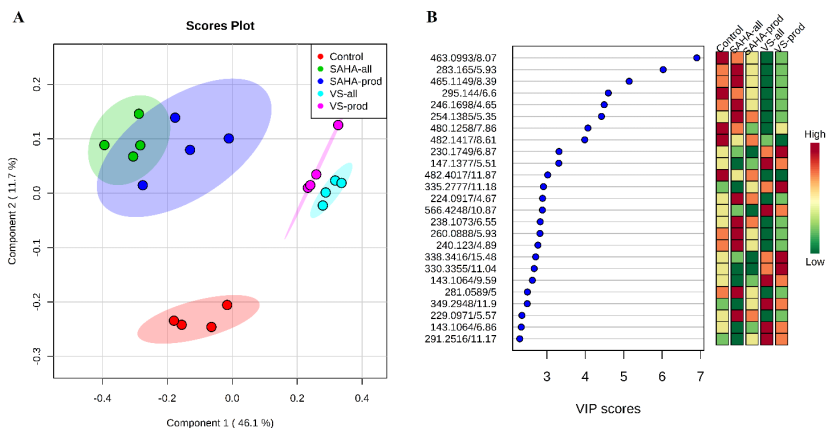 A
Scores Plot
Control
SAHA-all
SAHA-prod
VS-all
VS-prod
0.2
0.1
0.0
-0.1
-0.2
-0.3
Component 2 ( 11.7 %)
-0.4
-0.2
0.0
0.2
0.4
Component 1 ( 46.1 %)
B
463.0993/8.07
283.165/5.93
465.1149/8.39
295.144/6.6
246.1698/4.65
254.1385/5.35
480.1258/7.86
482.1417/8.61
230.1749/6.87
147.1377/5.51
482.4017/11.87
335.2777/11.18
224.0917/4.67
566.4248/10.87
238.1073/6.55
260.0888/5.93
240.123/4.89
338.3416/15.48
330.3355/11.04
143.1064/9.59
281.0589/5
349.2948/11.9
229.0971/5.57
143.1064/6.86
291.2516/11.17
3
4
5
6
7
VIP scores
Control
SAHA-all
SAHA-prod
VS-all
VS-prod
High
Low